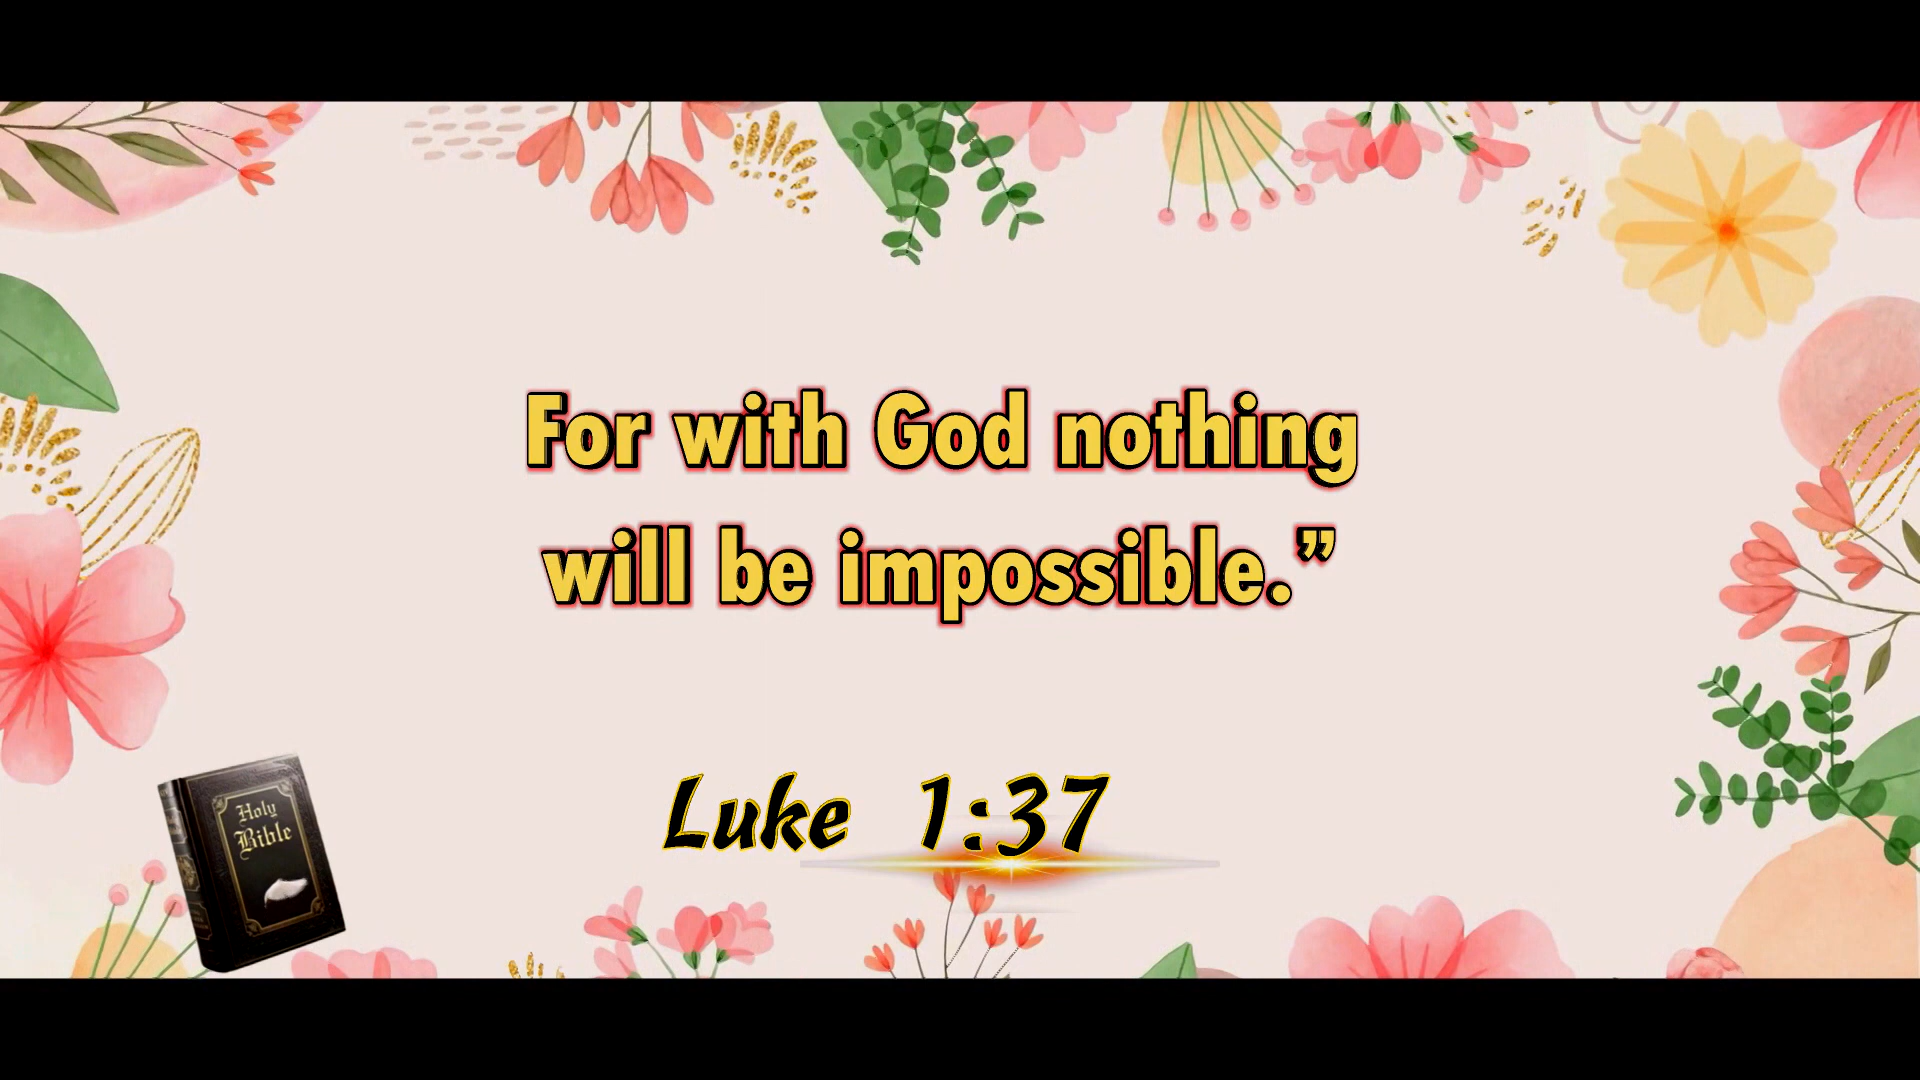 For with God nothing
will be impossible.”
Luke 1:37
Holy
Bible